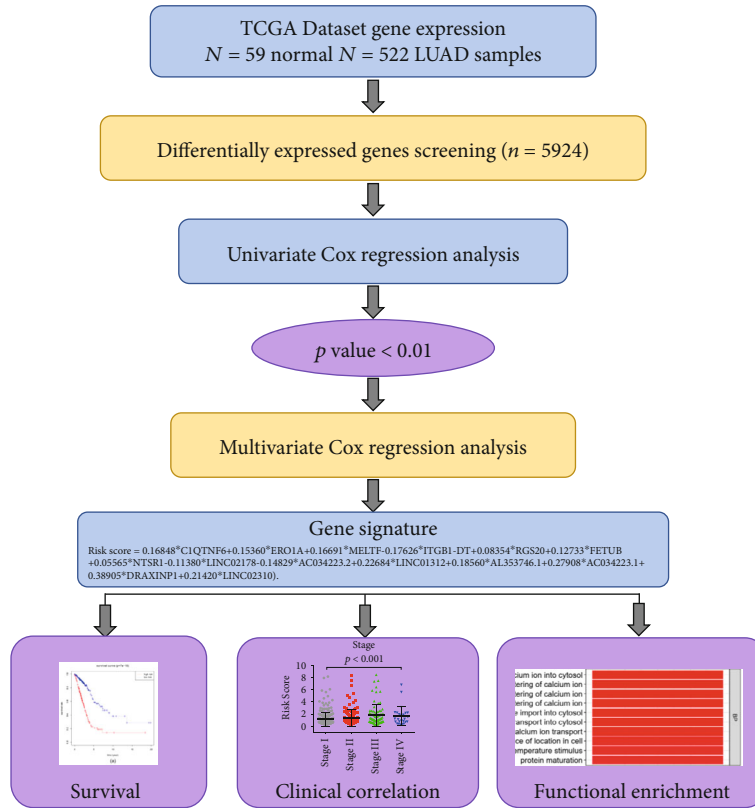 TCGA Dataset gene expression
N = 59 normal N = 522 LUAD samples
Differentially expressed genes screening (n = 5924)
Univariate Cox regression analysis
p value < 0.01
Multivariate Cox regression analysis
Gene signature
Risk score = 0.16848*C1QTNF6+0.15360*ERO1A+0.16691*MELTF-0.17626*ITGB1-DT+0.08354*RGS20+0.12733*FETUB
+0.05565*NTSR1-0.11380*LINC02178-0.14829*AC034223.2+0.22684*LINC01312+0.18560*AL353746.1+0.27908*AC034223.1+
0.38905*DRAXINP1+0.21420*LINC02310).
(a)
Survival
Stage
p < 0.001
Risk Score
10
8
6
4
2
0
Stage I
Stage II
Stage III
Stage IV
Clinical correlation
cium ion into cytosol
tering of calcium ion
tering of calcium ion
tering of calcium ion
import into cytosol
transport into cytosol
alcium ion transport
ce of location in cell
emperature stimulus
protein maturation
BP
Functional enrichment